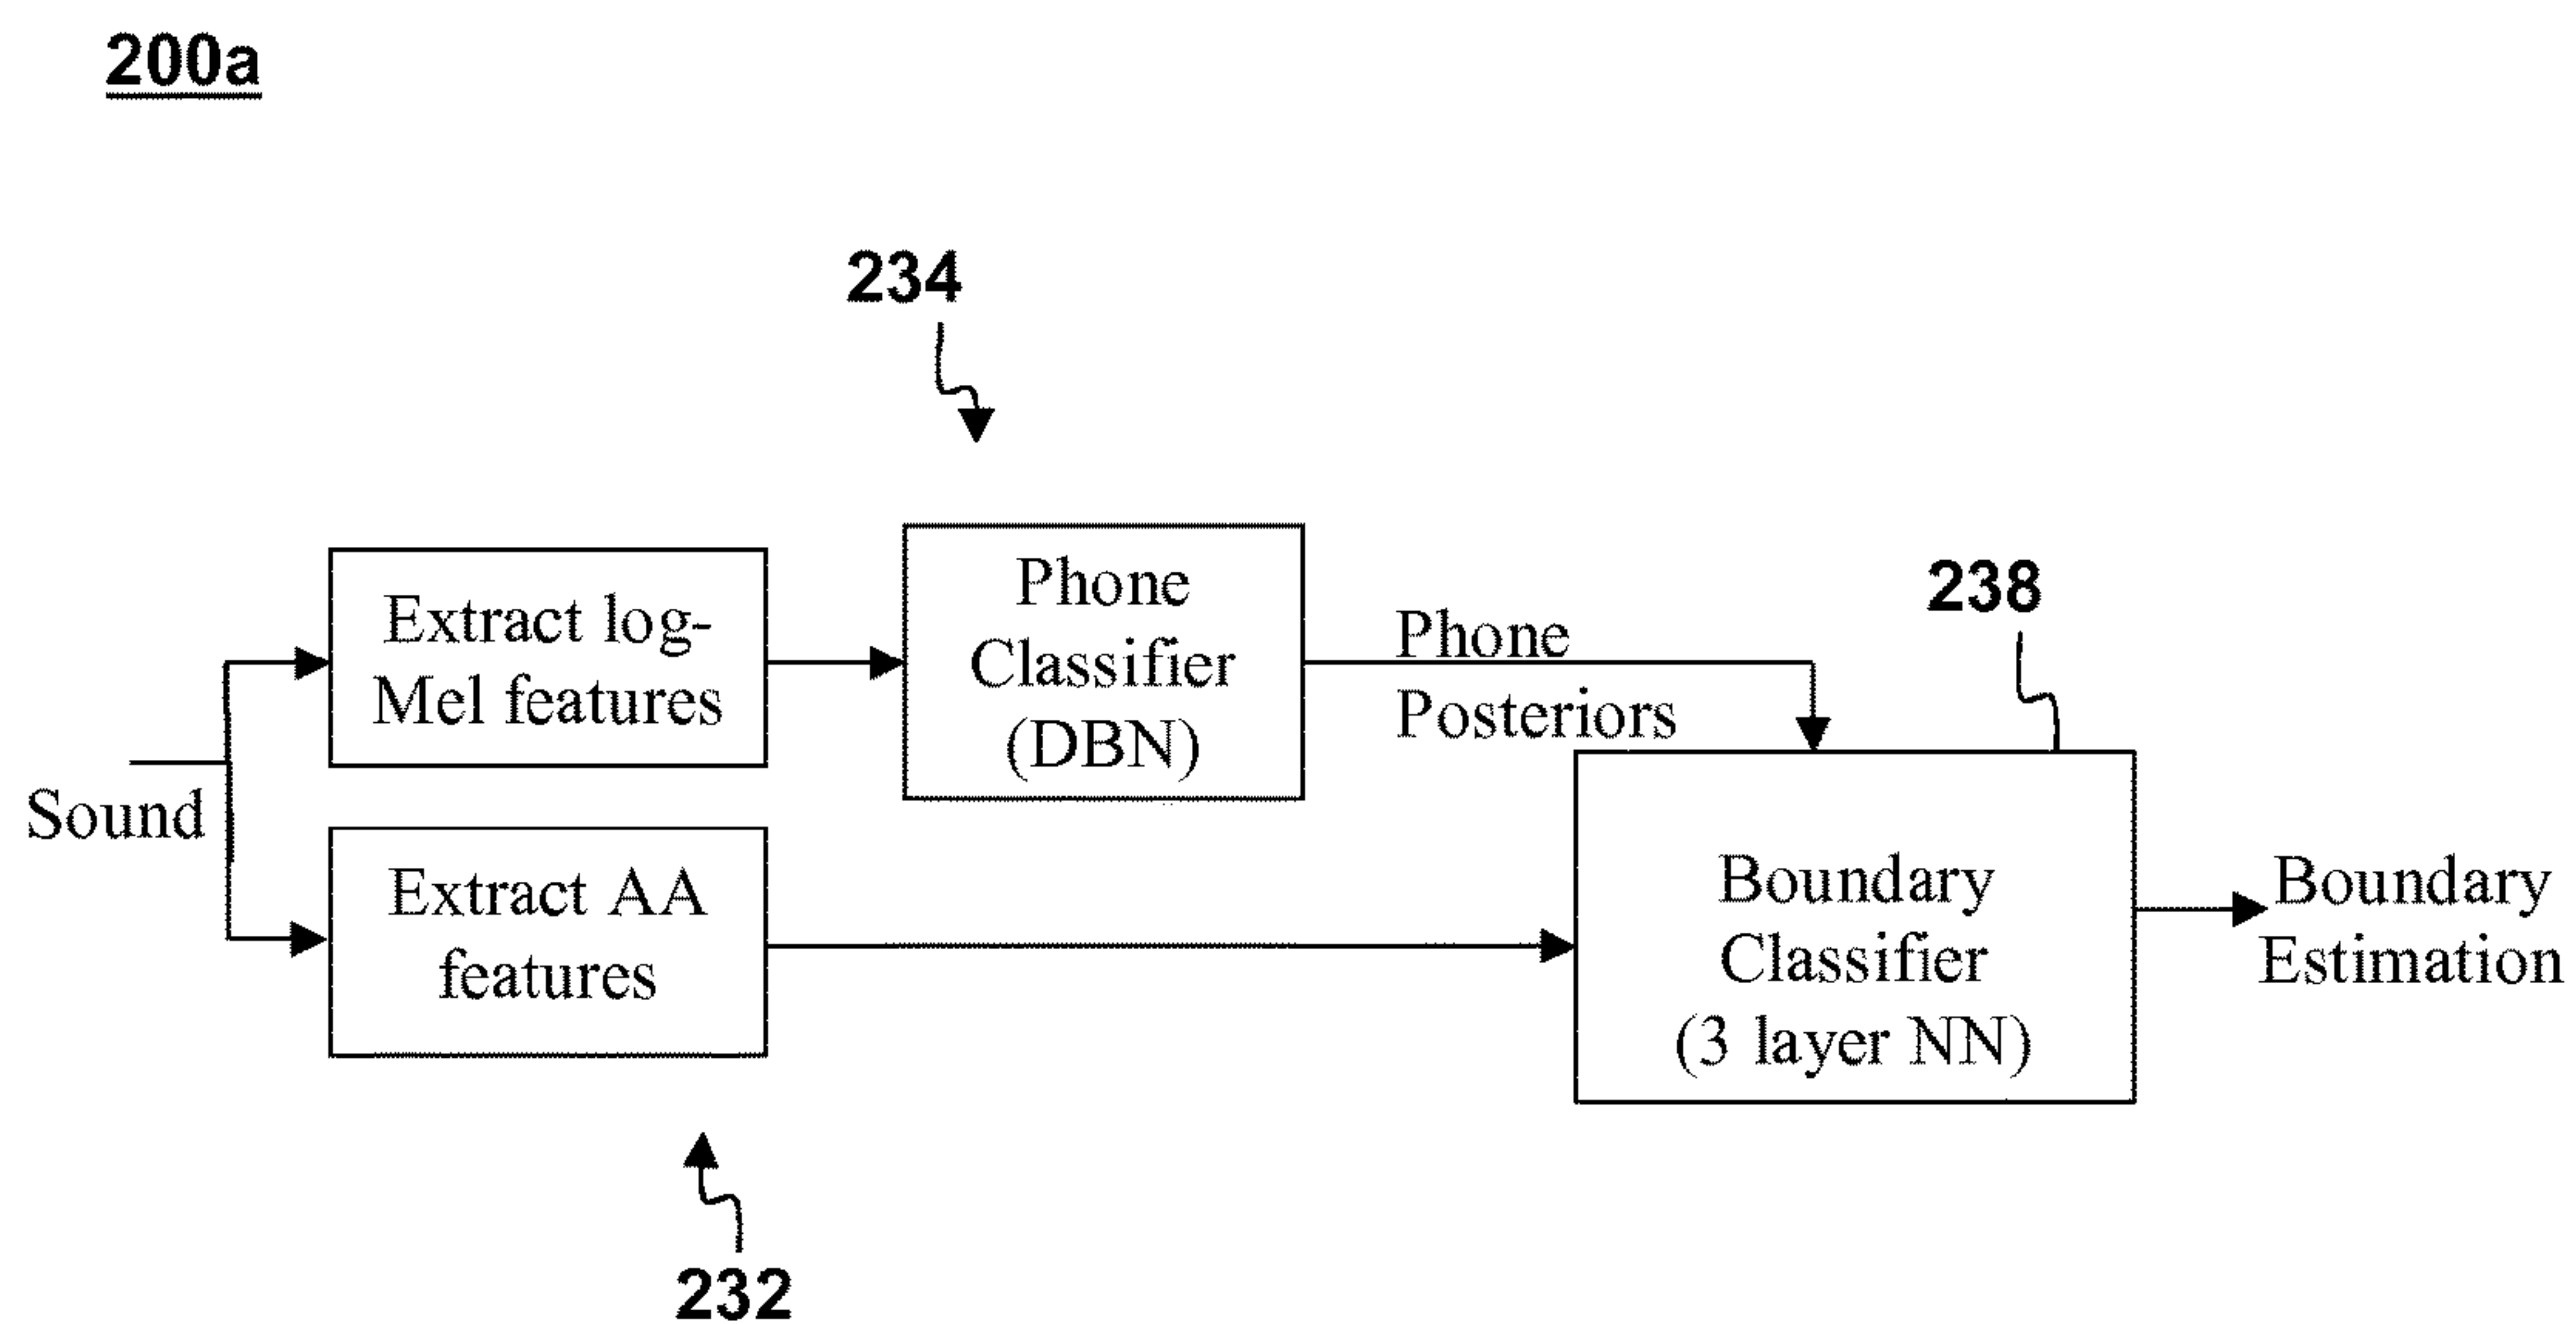 200a
234
Extract log-
Mel features
Phone
Classifier
(DBN)
Phone
Posteriors
238
Sound
Extract AA
features
Boundary
Classifier
(3 layer NN)
Boundary
Estimation
232